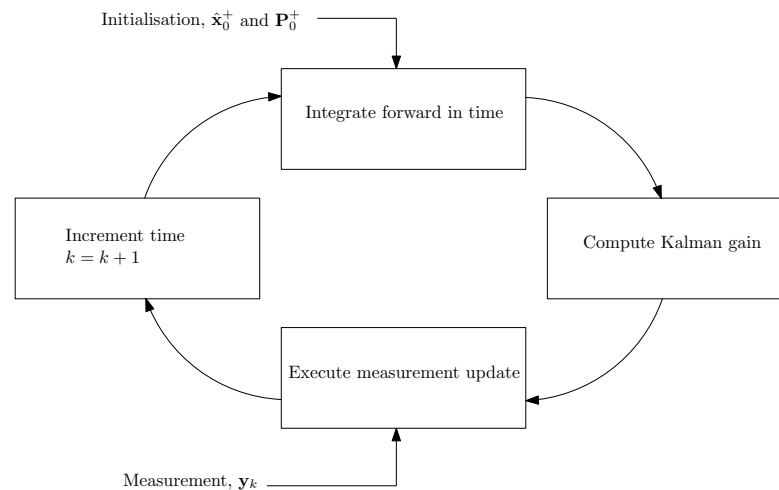 Initialisation, x̂₀⁺ and P₀⁺
Integrate forward in time
Increment time
k = k + 1
Compute Kalman gain
Execute measurement update
Measurement, yₖ